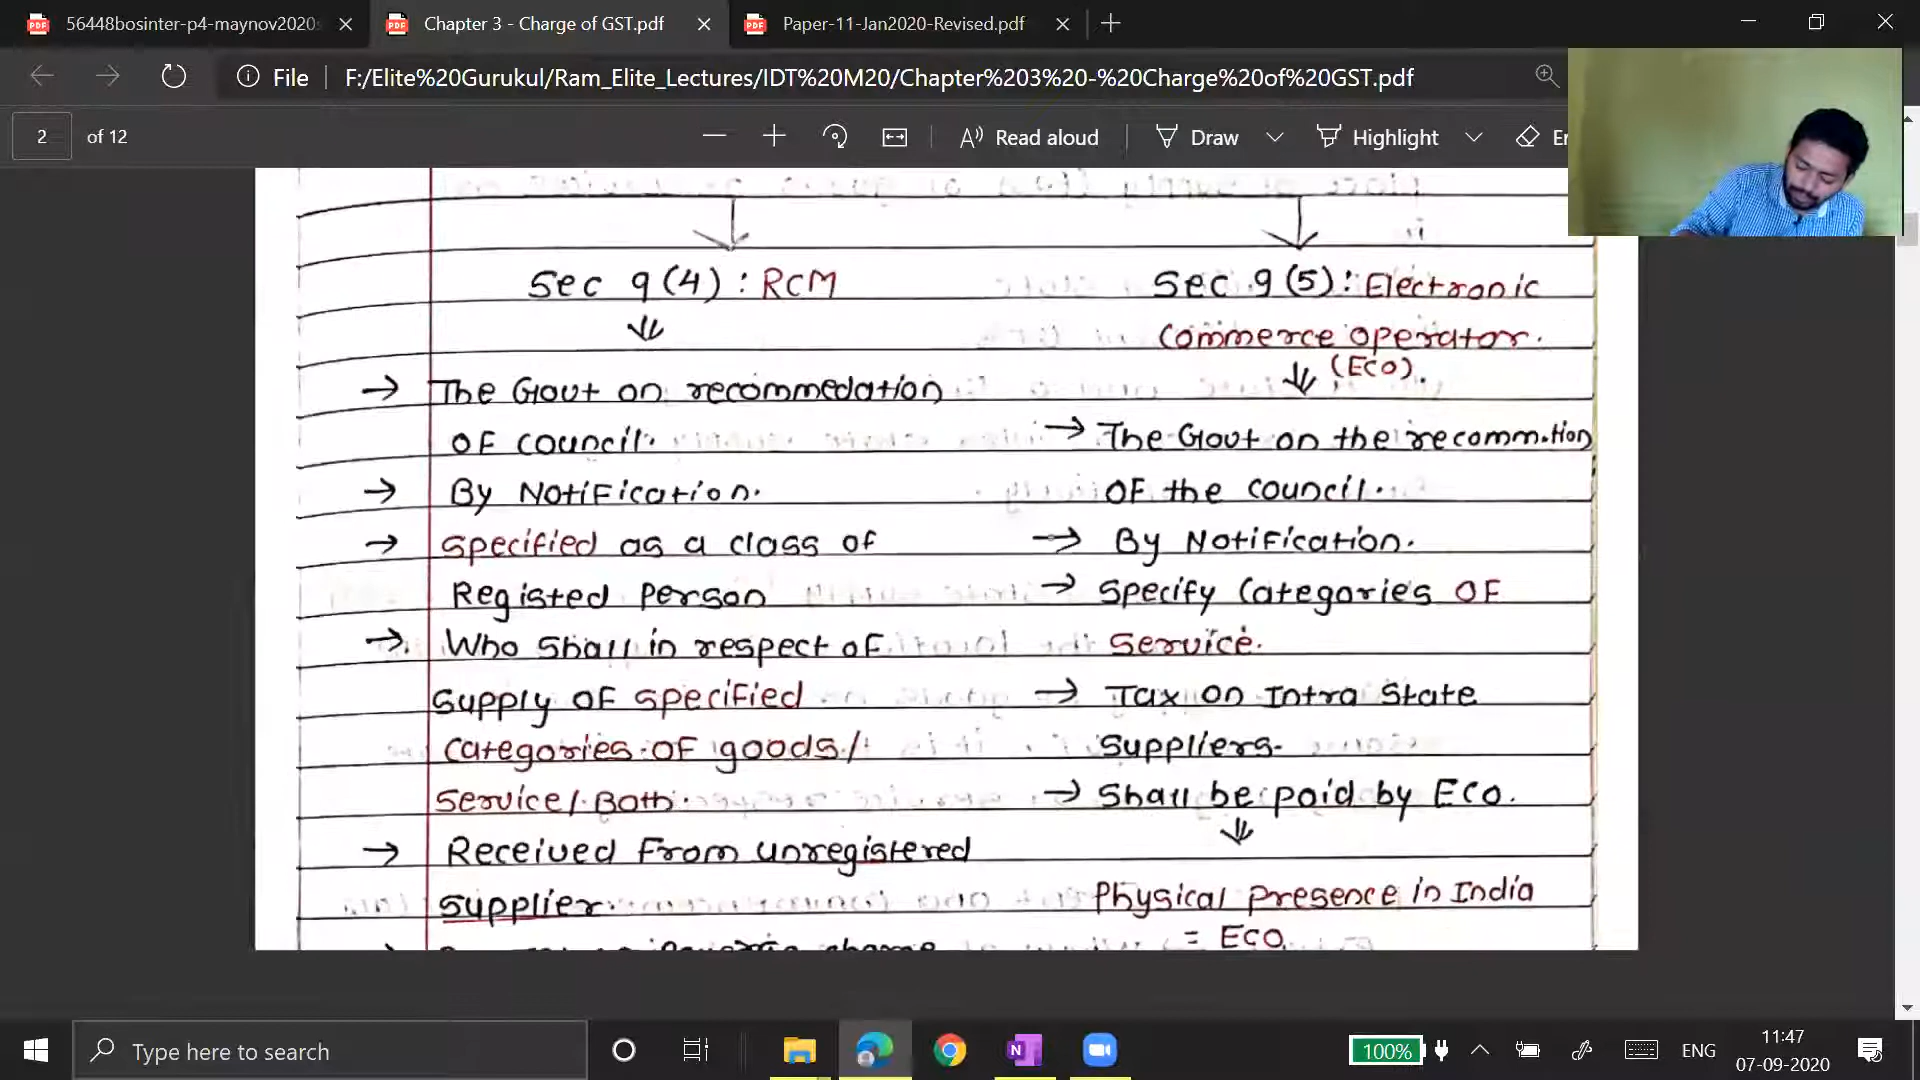 56448bosinter-p4-maynov2020s
Chapter 3 - Charge of GST.pdf
Paper-11-Jan2020-Revised.pdf
File
F:/Elite%20Gurukul/Ram_Elite_Lectures/IDT%20M20/Chapter%203%20-%20Charge%20of%20GST.pdf
2 of 12
Read aloud
Draw
Highlight
Er
Sec 9(4) : RCM
→ The Govt on recommedation
OF council.
→ By Notification.
→ Specified as a class of
Registed Person
→ Who Shall in respect of
Supply OF specified
Categories OF goods/
Service/ Both.
→ Received From unregistered
supplier.
Sec 9(5) : Electronic
Commerce operator.
(ECO).
→ The Govt on the recomm.tion
OF the council.
→ By Notification.
→ Specify Categories OF
Service.
→ Tax on Intra State
Suppliers.
→ Shall be paid by ECO.
Physical presence in India
= ECO.
Type here to search
100%
ENG
11:47
07-09-2020